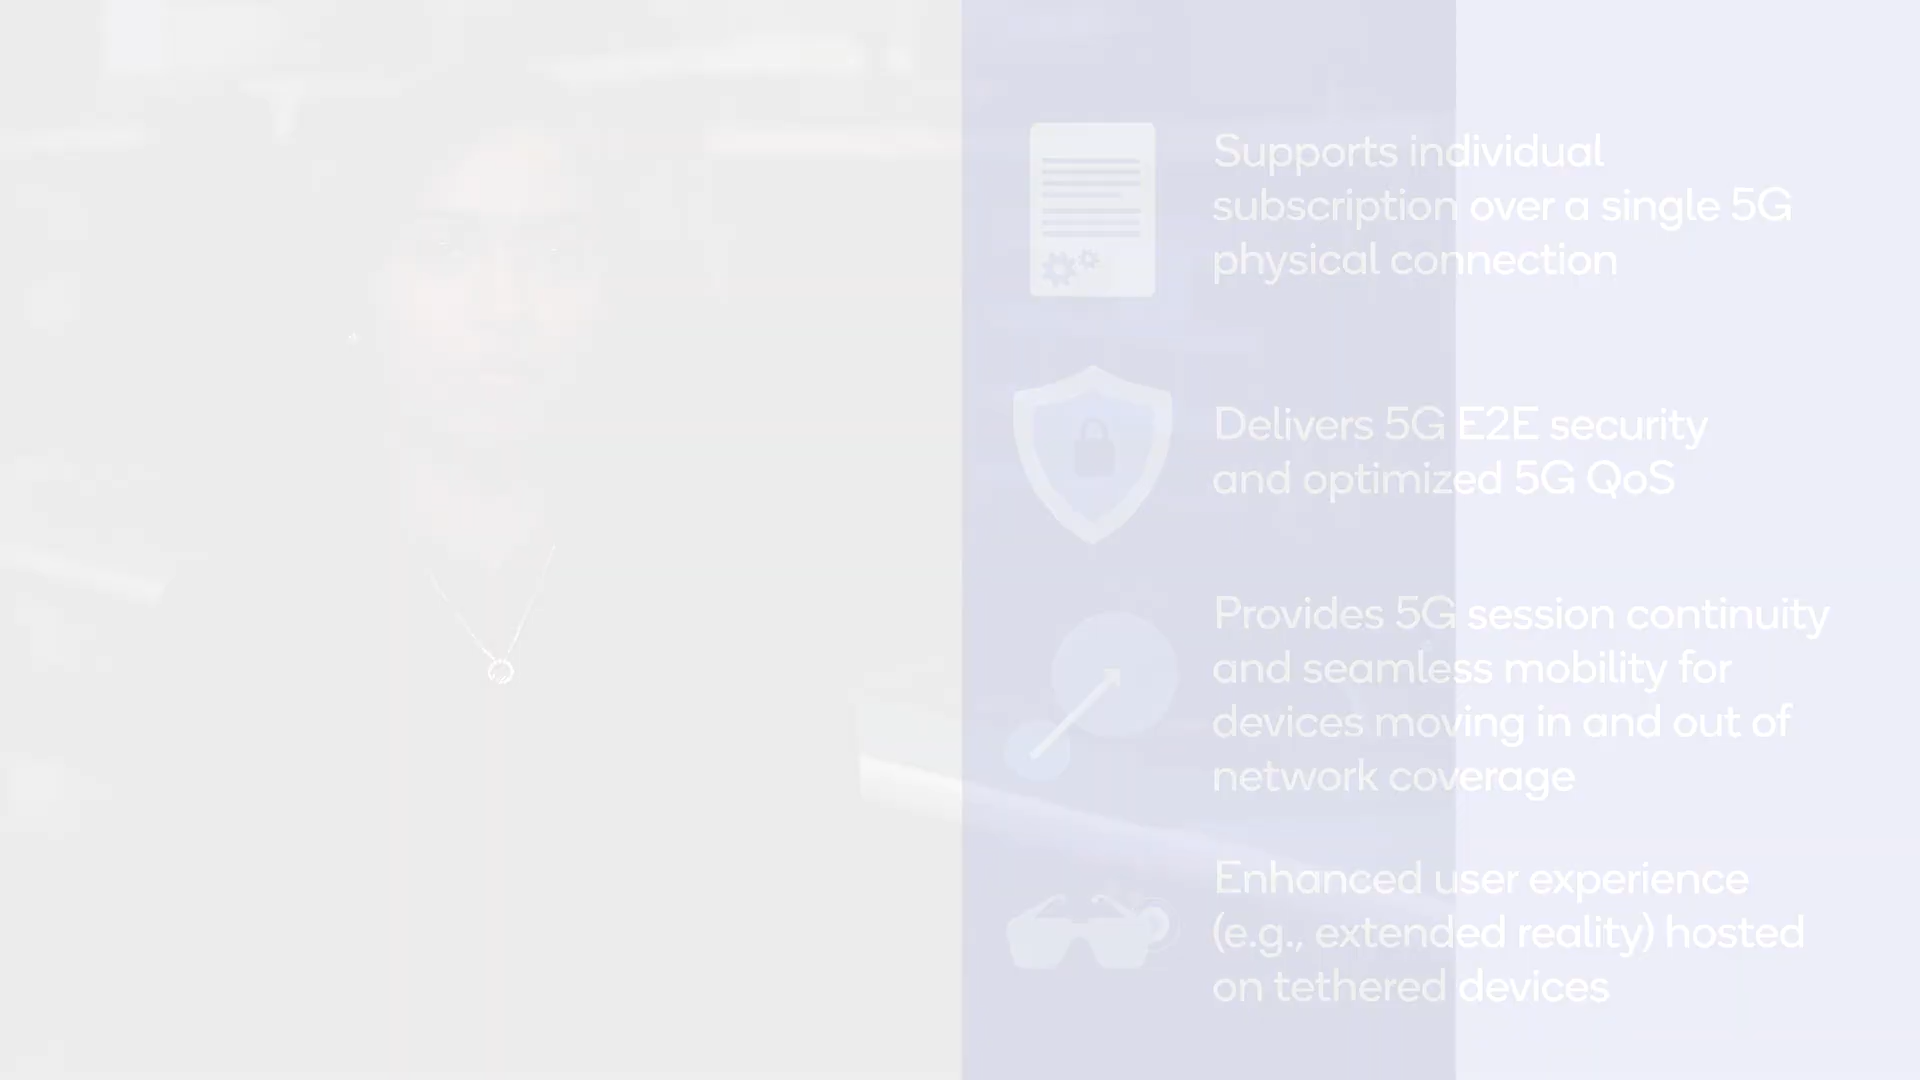 Supports individual
subscription over a single 5G
physical connection
Delivers 5G E2E security
and optimized 5G QoS
Provides 5G session continuity
and seamless mobility for
devices moving in and out of
network coverage
Enhanced user experience
(e.g., extended reality) hosted
on tethered devices